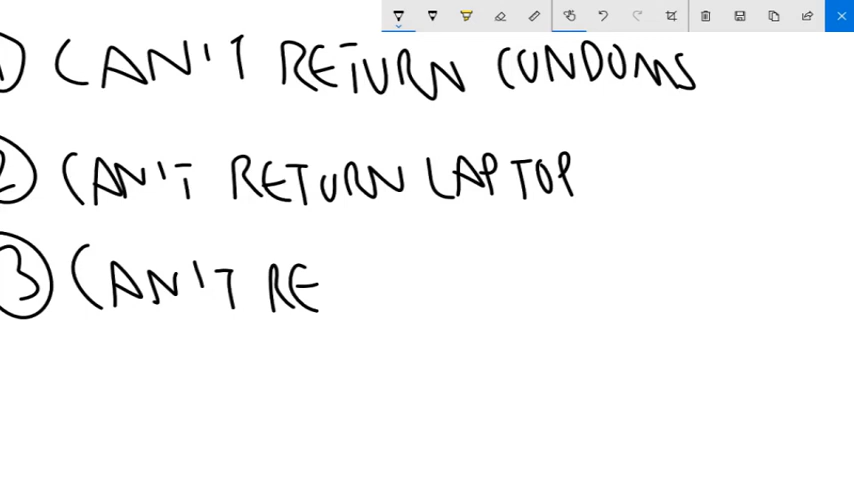 ① CAN'T RETURN CONDOMS
② CAN'T RETURN LAPTOP
③ CAN'T RE